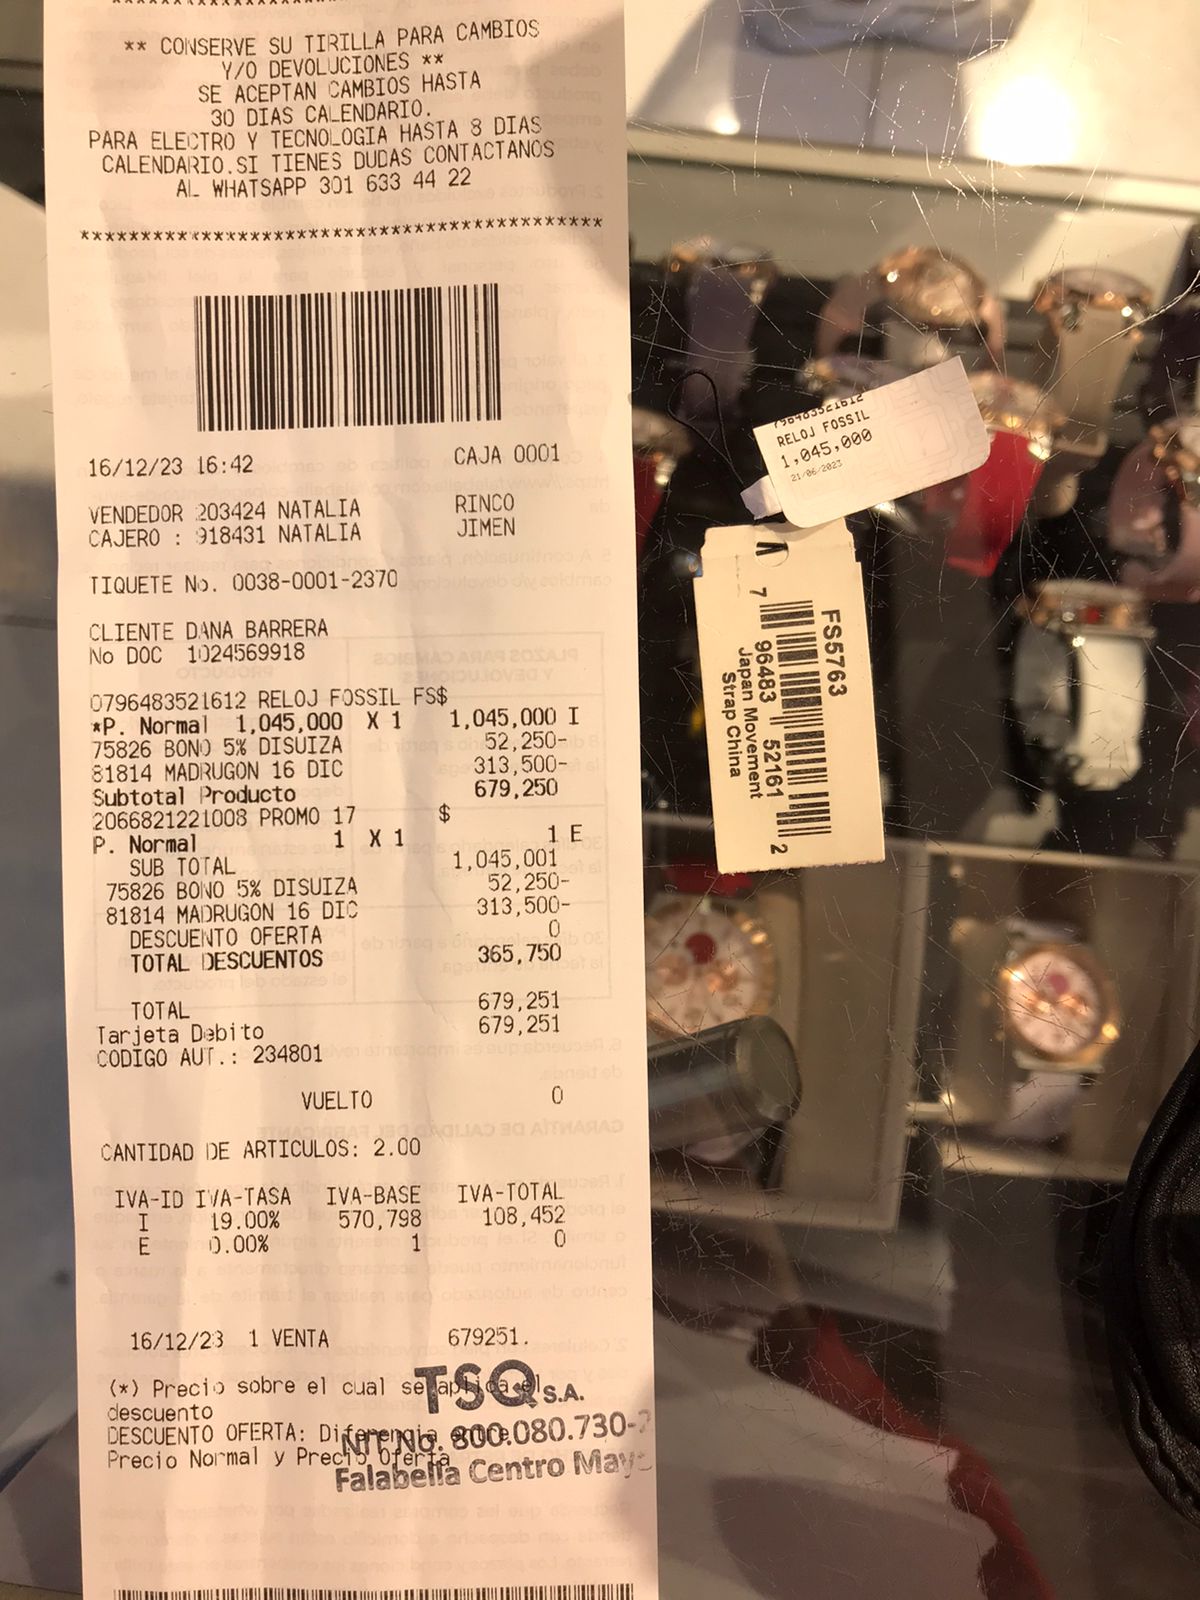 ** CONSERVE SU TIRILLA PARA CAMBIOS
Y/O DEVOLUCIONES **
SE ACEPTAN CAMBIOS HASTA
30 DIAS CALENDARIO.
PARA ELECTRO Y TECNOLOGIA HASTA 8 DIAS
CALENDARIO.SI TIENES DUDAS CONTACTANOS
AL WHATSAPP 301 633 44 22
******************************************
16/12/23 16:42 CAJA 0001
VENDEDOR 203424 NATALIA RINCO
CAJERO : 918431 NATALIA JIMEN
TIQUETE No. 0038-0001-2370
CLIENTE DANA BARRERA
No DOC 1024569918
0796483521612 RELOJ FOSSIL FS$
*P. Normal 1,045,000 X 1 1,045,000 I
75826 BONO 5% DISUIZA 52,250-
81814 MADRUGON 16 DIC 313,500-
Subtotal Producto 679,250
2066821221008 PROMO 17 $
P. Normal 1 X 1 1 E
SUB TOTAL 1,045,001
75826 BONO 5% DISUIZA 52,250-
81814 MADRUGON 16 DIC 313,500-
DESCUENTO OFERTA 0
TOTAL DESCUENTOS 365,750
TOTAL 679,251
Tarjeta Debito 679,251
CODIGO AUT.: 234801
VUELTO 0
CANTIDAD DE ARTICULOS: 2.00
IVA-ID IVA-TASA IVA-BASE IVA-TOTAL
I 19.00% 570,798 108,452
E 0.00% 1 0
16/12/23 1 VENTA 679251.
(*) Precio sobre el cual se aplica el
descuento
DESCUENTO OFERTA: Diferencia entre
Precio Normal y Precio Oferta
TSQ S.A.
NIT No. 800.080.730-
Falabella Centro
796483521612
RELOJ FOSSIL
1,045,000
21/06/2023
FS5763
7 96483 52161 2
Japan Movement
Strap China